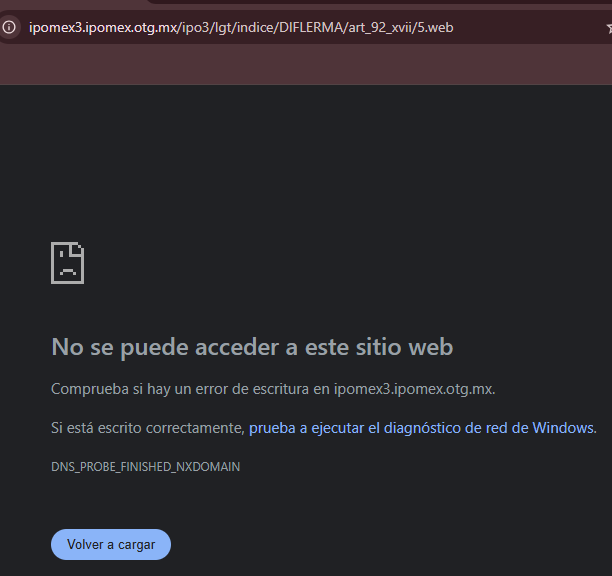 ipomex3.ipomex.otg.mx/ipo3/lgt/indice/DIFLERMA/art_92_xvii/5.web
No se puede acceder a este sitio web
Comprueba si hay un error de escritura en ipomex3.ipomex.otg.mx.
Si está escrito correctamente, prueba a ejecutar el diagnóstico de red de Windows.
DNS_PROBE_FINISHED_NXDOMAIN
Volver a cargar